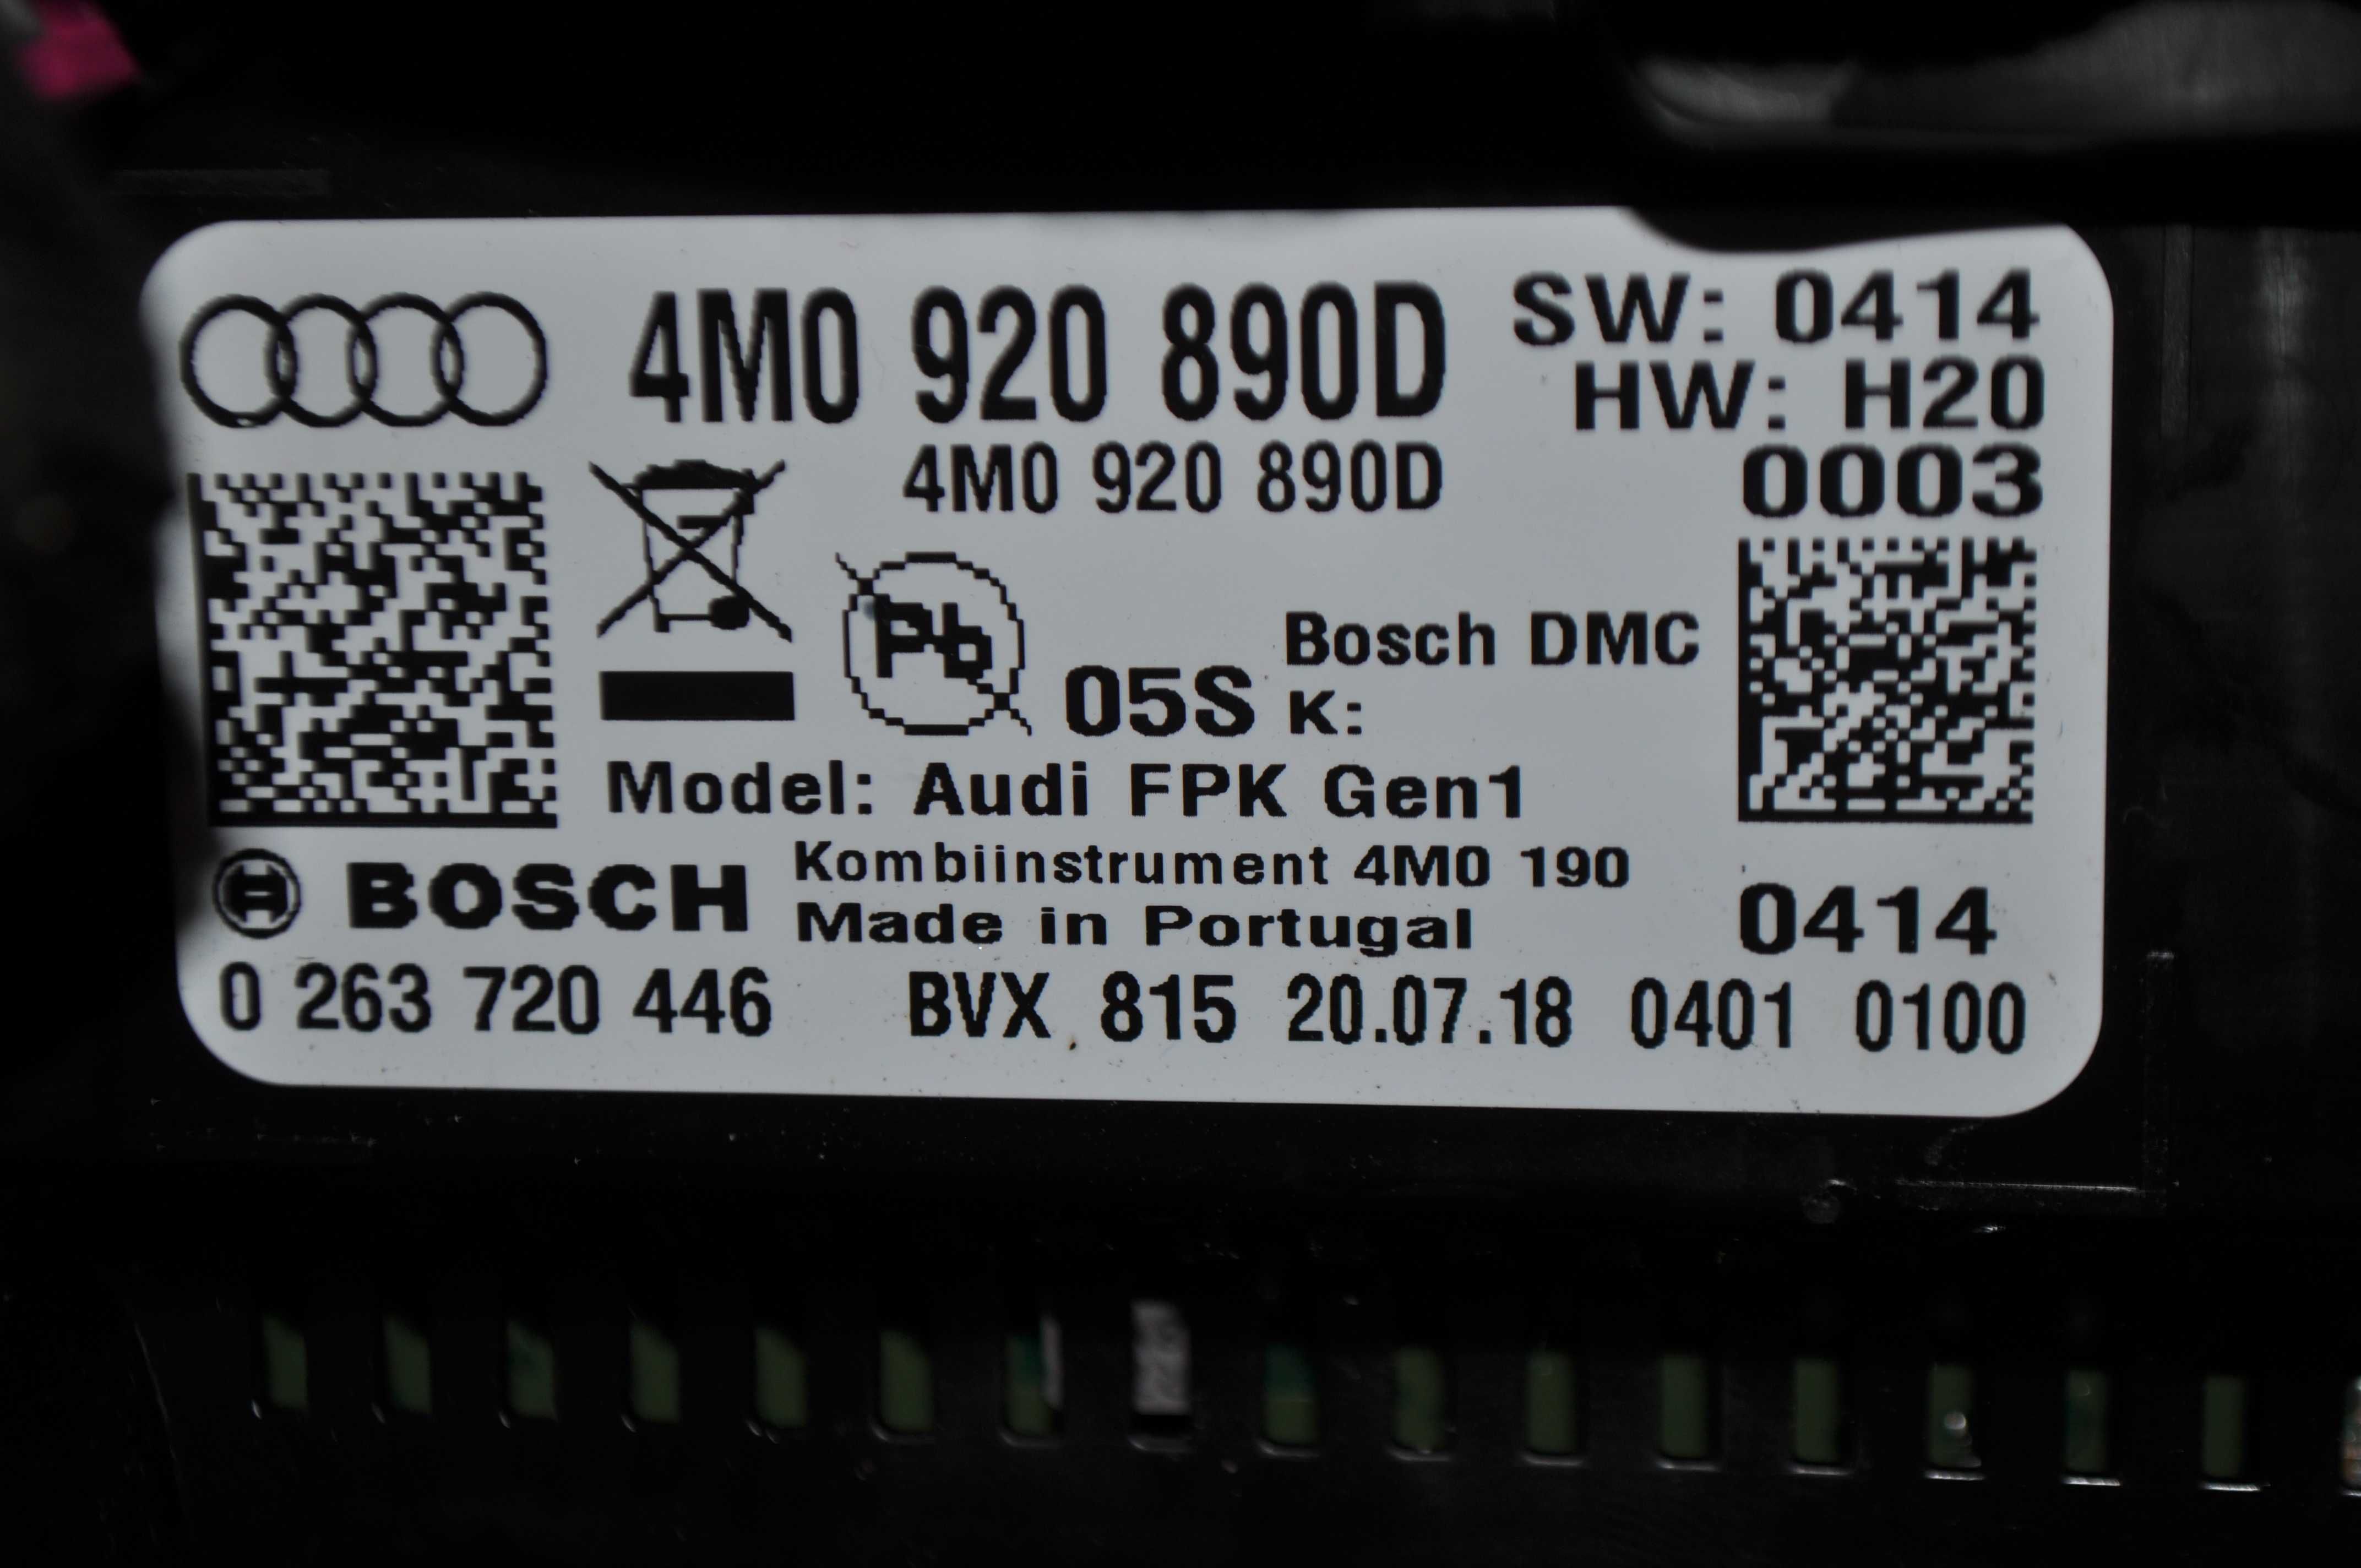 4M0 920 890D
SW: 0414
HW: H20
4M0 920 890D
0003
Pb
05S
Bosch DMC
K:
Model: Audi FPK Gen1
BOSCH
Kombiinstrument 4M0 190
Made in Portugal
0414
0 263 720 446 BVX 815 20.07.18 0401 0100